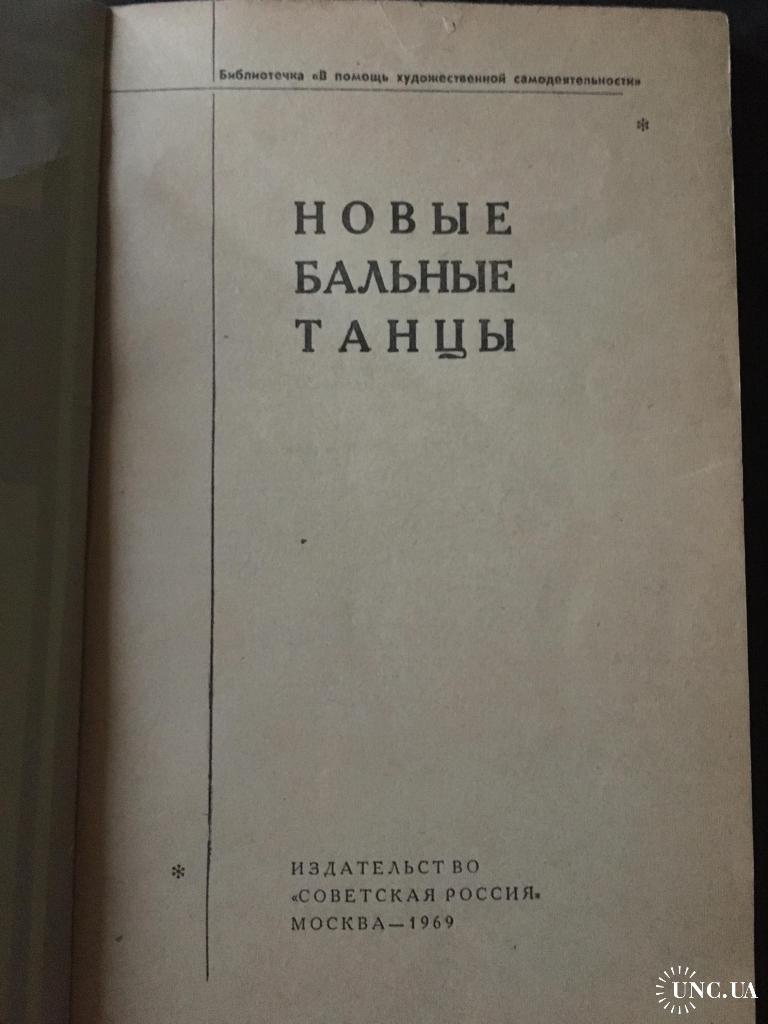 Библиотечка «В помощь художественной самодеятельности»
*
НОВЫЕ
БАЛЬНЫЕ
ТАНЦЫ
*
ИЗДАТЕЛЬСТВО
«СОВЕТСКАЯ РОССИЯ»
МОСКВА—1969
UNC.UA